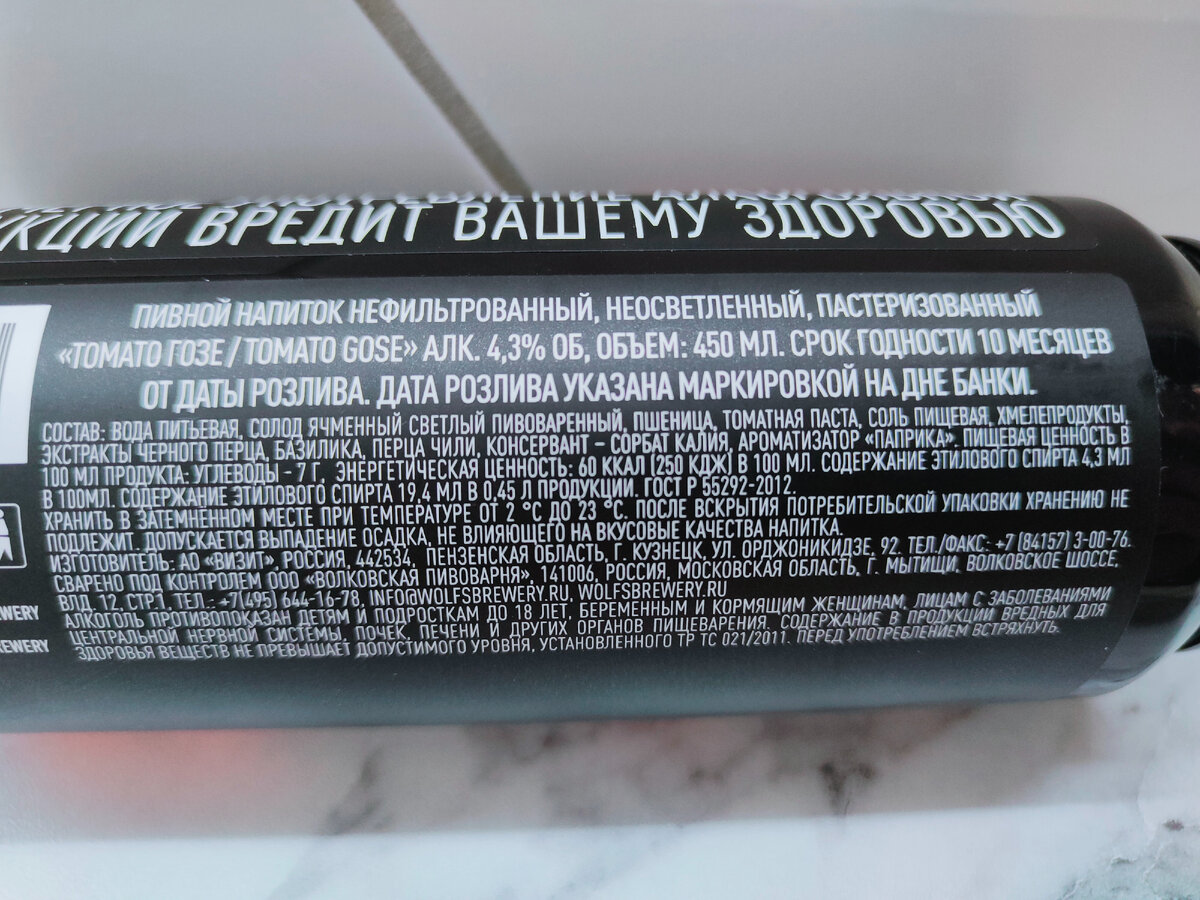 КЦИИ ВРЕДИТ ВАШЕМУ ЗДОРОВЬЮ
ПИВНОЙ НАПИТОК НЕФИЛЬТРОВАННЫЙ, НЕОСВЕТЛЕННЫЙ, ПАСТЕРИЗОВАННЫЙ
«ТОМАТО ГОЗЕ / TOMATO GOSE» АЛК. 4,3% ОБ, ОБЪЕМ: 450 МЛ. СРОК ГОДНОСТИ 10 МЕСЯЦЕВ
ОТ ДАТЫ РОЗЛИВА. ДАТА РОЗЛИВА УКАЗАНА МАРКИРОВКОЙ НА ДНЕ БАНКИ.
СОСТАВ: ВОДА ПИТЬЕВАЯ, СОЛОД ЯЧМЕННЫЙ СВЕТЛЫЙ ПИВОВАРЕННЫЙ, ПШЕНИЦА, ТОМАТНАЯ ПАСТА, СОЛЬ ПИЩЕВАЯ, ХМЕЛЕПРОДУКТЫ,
ЭКСТРАКТЫ ЧЕРНОГО ПЕРЦА, БАЗИЛИКА, ПЕРЦА ЧИЛИ, КОНСЕРВАНТ – СОРБАТ КАЛИЯ, АРОМАТИЗАТОР «ПАПРИКА». ПИЩЕВАЯ ЦЕННОСТЬ В
100 МЛ ПРОДУКТА: УГЛЕВОДЫ - 7 Г, ЭНЕРГЕТИЧЕСКАЯ ЦЕННОСТЬ: 60 ККАЛ (250 КДЖ) В 100 МЛ. СОДЕРЖАНИЕ ЭТИЛОВОГО СПИРТА 4,3 МЛ
В 100МЛ. СОДЕРЖАНИЕ ЭТИЛОВОГО СПИРТА 19,4 МЛ В 0,45 Л ПРОДУКЦИИ. ГОСТ Р 55292-2012.
ХРАНИТЬ В ЗАТЕМНЕННОМ МЕСТЕ ПРИ ТЕМПЕРАТУРЕ ОТ 2 °С ДО 23 °С. ПОСЛЕ ВСКРЫТИЯ ПОТРЕБИТЕЛЬСКОЙ УПАКОВКИ ХРАНЕНИЮ НЕ
ПОДЛЕЖИТ. ДОПУСКАЕТСЯ ВЫПАДЕНИЕ ОСАДКА, НЕ ВЛИЯЮЩЕГО НА ВКУСОВЫЕ КАЧЕСТВА НАПИТКА.
ИЗГОТОВИТЕЛЬ: АО «ВИЗИТ», РОССИЯ, 442534, ПЕНЗЕНСКАЯ ОБЛАСТЬ, Г. КУЗНЕЦК, УЛ. ОРДЖОНИКИДЗЕ, 92. ТЕЛ./ФАКС: +7 (84157) 3-00-76.
СВАРЕНО ПОД КОНТРОЛЕМ ООО «ВОЛКОВСКАЯ ПИВОВАРНЯ», 141006, РОССИЯ, МОСКОВСКАЯ ОБЛАСТЬ, Г. МЫТИЩИ, ВОЛКОВСКОЕ ШОССЕ,
ВЛД. 12, СТР.1. ТЕЛ.: +7(495) 644-16-78, INFO@WOLFSBREWERY.RU, WOLFSBREWERY.RU
АЛКОГОЛЬ ПРОТИВОПОКАЗАН ДЕТЯМ И ПОДРОСТКАМ ДО 18 ЛЕТ, БЕРЕМЕННЫМ И КОРМЯЩИМ ЖЕНЩИНАМ, ЛИЦАМ С ЗАБОЛЕВАНИЯМИ
ЦЕНТРАЛЬНОЙ НЕРВНОЙ СИСТЕМЫ, ПОЧЕК, ПЕЧЕНИ И ДРУГИХ ОРГАНОВ ПИЩЕВАРЕНИЯ. СОДЕРЖАНИЕ В ПРОДУКЦИИ ВРЕДНЫХ ДЛЯ
ЗДОРОВЬЯ ВЕЩЕСТВ НЕ ПРЕВЫШАЕТ ДОПУСТИМОГО УРОВНЯ, УСТАНОВЛЕННОГО ТР ТС 021/2011. ПЕРЕД УПОТРЕБЛЕНИЕМ ВСТРЯХНУТЬ.
EWERY
EWERY